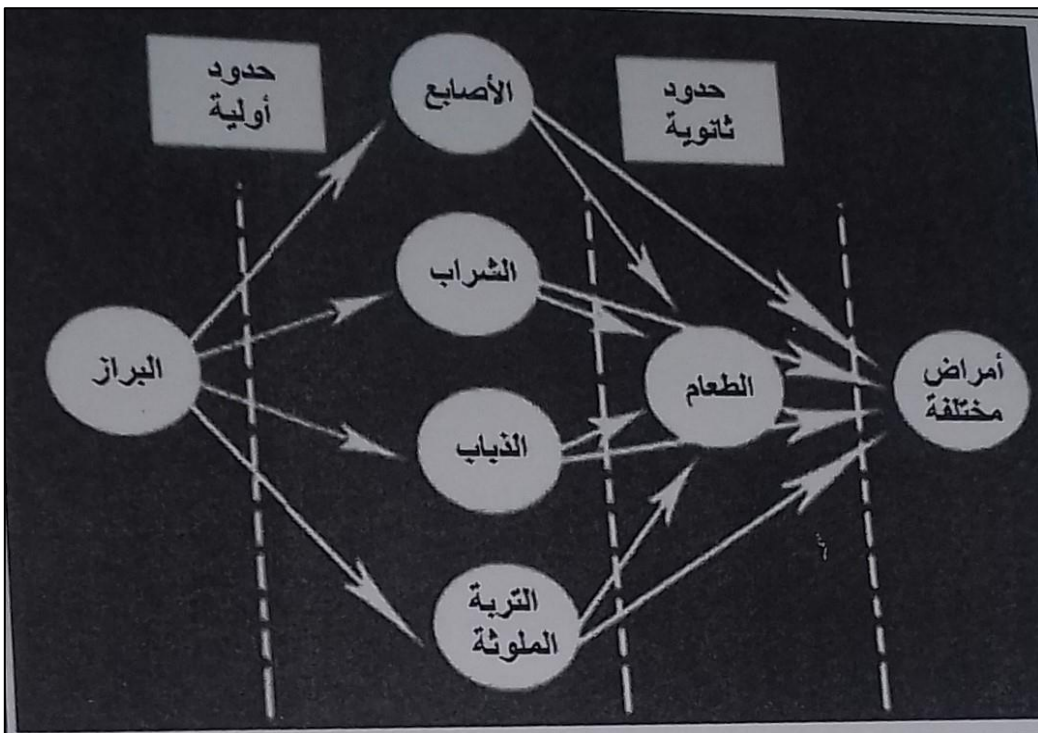 حدود
أولية
الأصابع
حدود
ثانوية
الشراب
البراز
الطعام
أمراض
مختلفة
الذباب
التربة
الملوثة